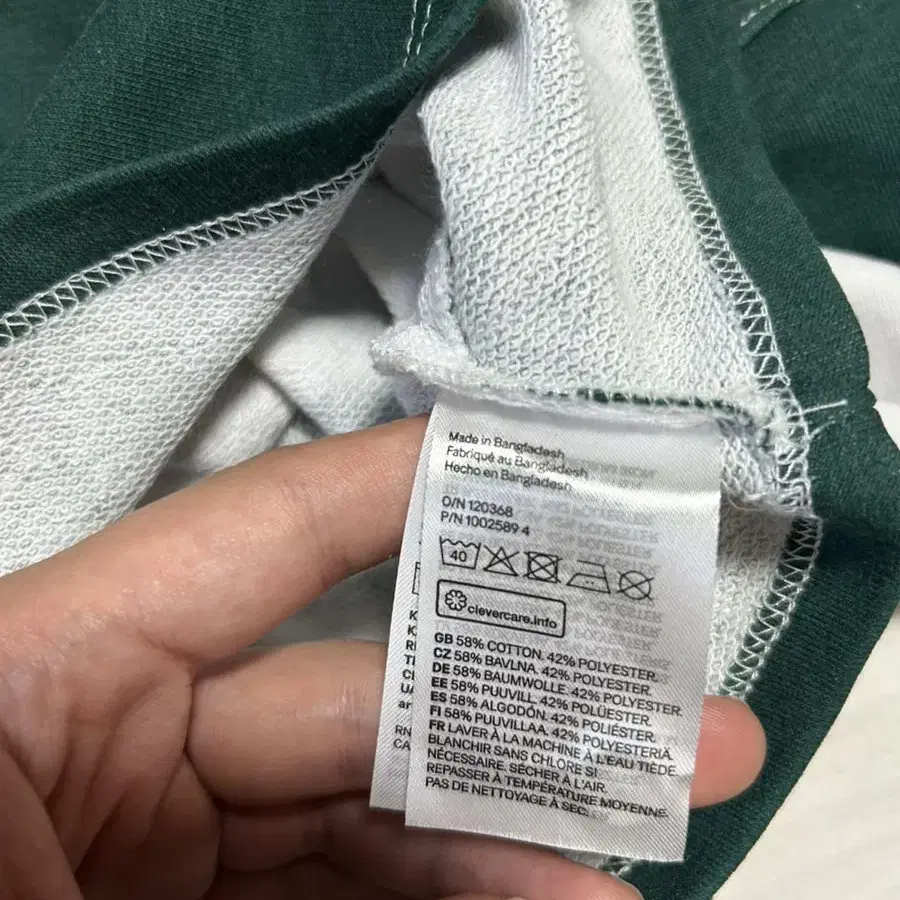 Made in Bangladesh
Fabriqué au Bangladesh
Hecho en Bangladesh
O/N 120368
P/N 1002589 4
40
clevercare.info
GB 58% COTTON. 42% POLYESTER.
CZ 58% BAVLNA. 42% POLYESTER.
DE 58% BAUMWOLLE. 42% POLYESTER.
EE 58% PUUVILL. 42% POLÜESTER.
ES 58% ALGODÓN. 42% POLIÉSTER.
FI 58% PUUVILLAA. 42% POLYESTERIÄ.
FR LAVER À LA MACHINE À L'EAU TIÈDE.
BLANCHIR SANS CHLORE SI
NÉCESSAIRE. SÉCHER À L'AIR.
REPASSER À TEMPÉRATURE MOYENNE.
PAS DE NETTOYAGE À SEC.
RN
CA